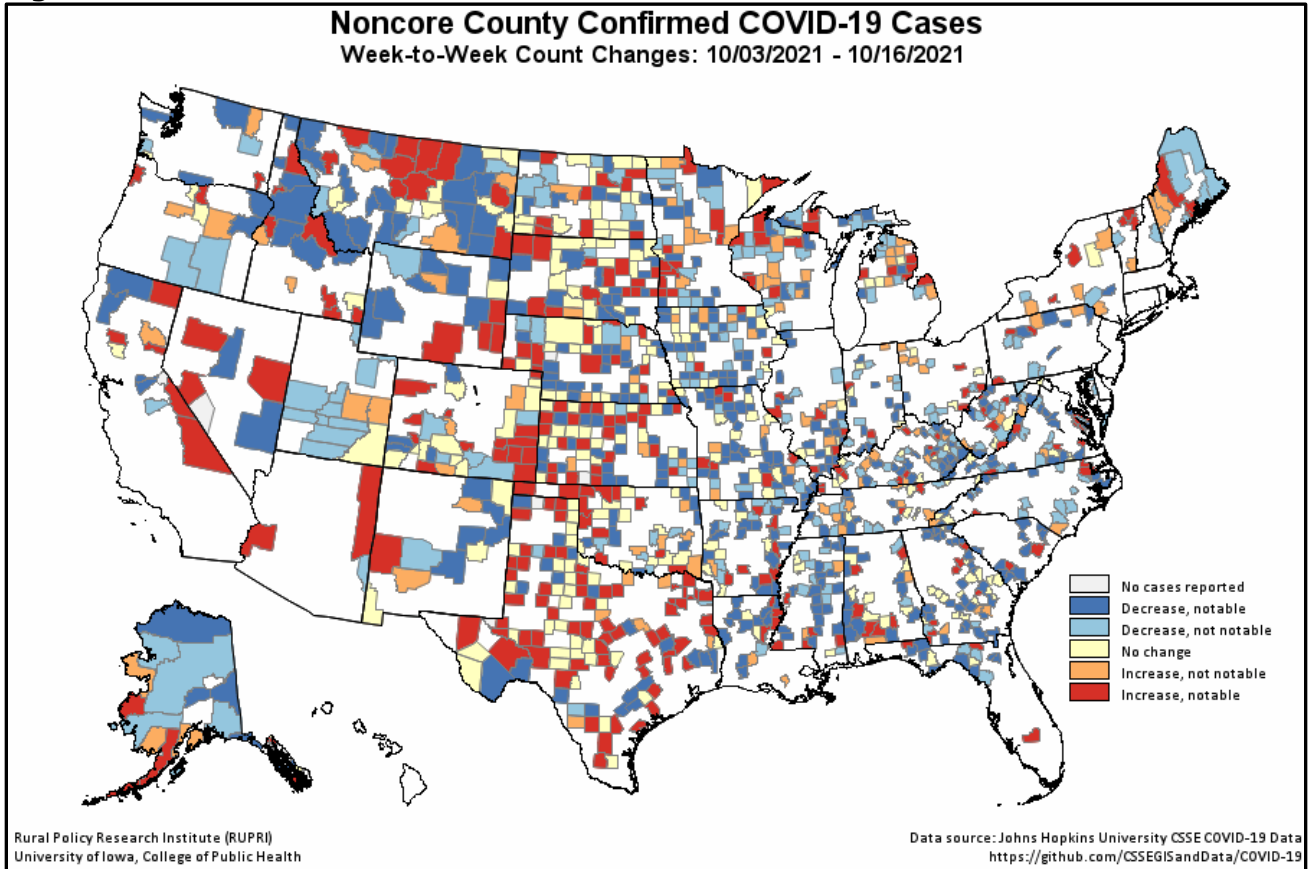 Noncore County Confirmed COVID-19 Cases
Week-to-Week Count Changes: 10/03/2021 - 10/16/2021
No cases reported
Decrease, notable
Decrease, not notable
No change
Increase, not notable
Increase, notable
Rural Policy Research Institute (RUPRI)
University of Iowa, College of Public Health
Data source: Johns Hopkins University CSSE COVID-19 Data
https://github.com/CSSEGISandData/COVID-19